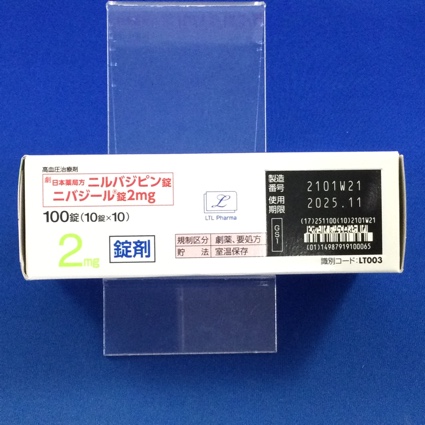 高血圧治療剤
劇 日本薬局方 ニルバジピン錠
ニバジール®錠2mg
100錠(10錠×10)
2mg
錠剤
L
LTL Pharma
規制区分 劇薬、要処方
貯法 室温保存
製造番号 2101W21
使用期限 2025.11
GS1
(17)251100(10)2101W21
(01)14987919100065
識別コード:LT003